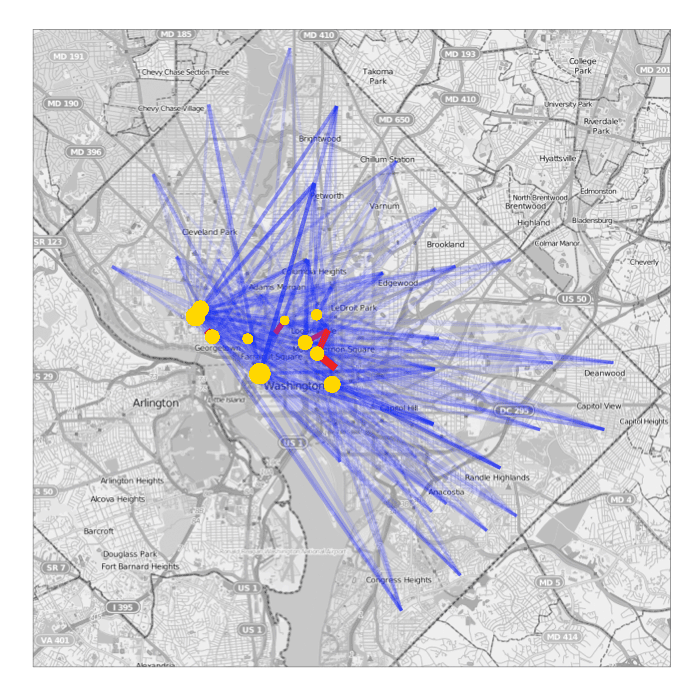 MD 185
MD 410
MD 191
MD 193
College
Park
Chevy Chase Section Three
Takoma
Park
MD 201
MD 190
Chevy Chase Village
MD 410
University Park
MD 650
Riverdale
Park
Brightwood
MD 396
Chillum Station
Hyattsville
Petworth
Edmonston
North Brentwood
Varnum
Brentwood
Bladensburg
Highland
Cleveland Park
SR 123
Brookland
Colmar Manor
Cheverly
Columbia Heights
Adams Morgan
Edgewood
US 50
LeDroit Park
Georgetown
non Square
Farragut Square
Deanwood
S 29
Washington
Arlington
ttle Island
Capitol Hill
DC 295
Capitol View
Capitol Heights
US 1
Arlington Heights
Randle Highlands
S 50
Alcova Heights
Anacostia
MD 4
Barcroft
Douglass Park
SR 7
Fort Barnard Heights
Congress Heights
MD 5
US 1
I 395
US 1
VA 401
MD 414
Alexandria